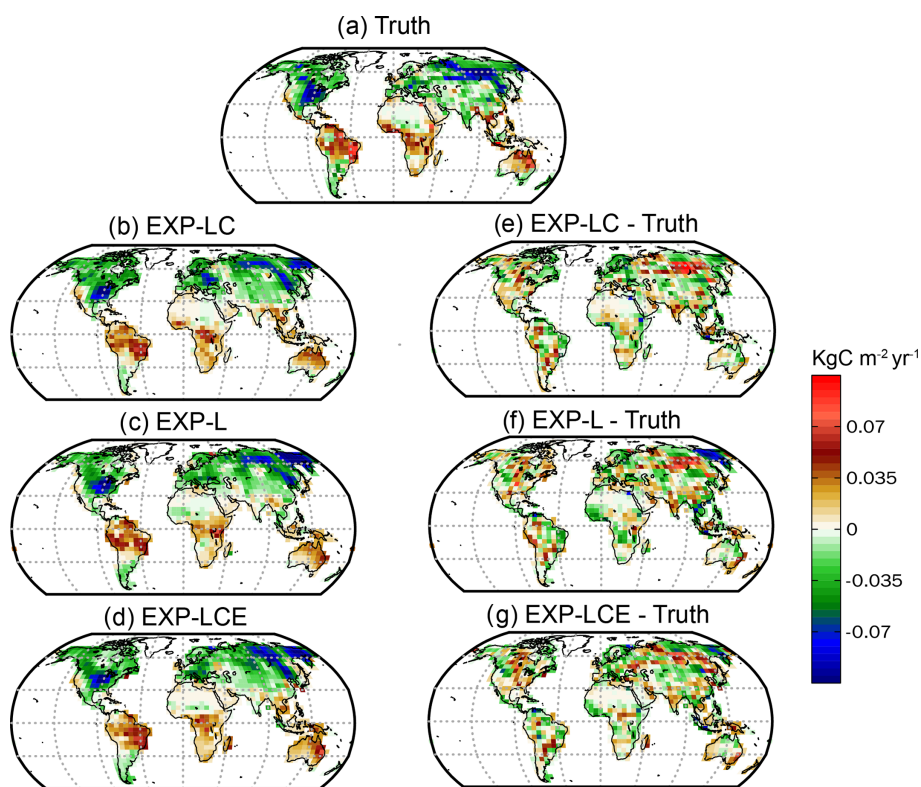 (a) Truth
(b) EXP-LC
(e) EXP-LC - Truth
(c) EXP-L
(f) EXP-L - Truth
(d) EXP-LCE
(g) EXP-LCE - Truth
KgC m⁻² yr⁻¹
0.07
0.035
0
-0.035
-0.07